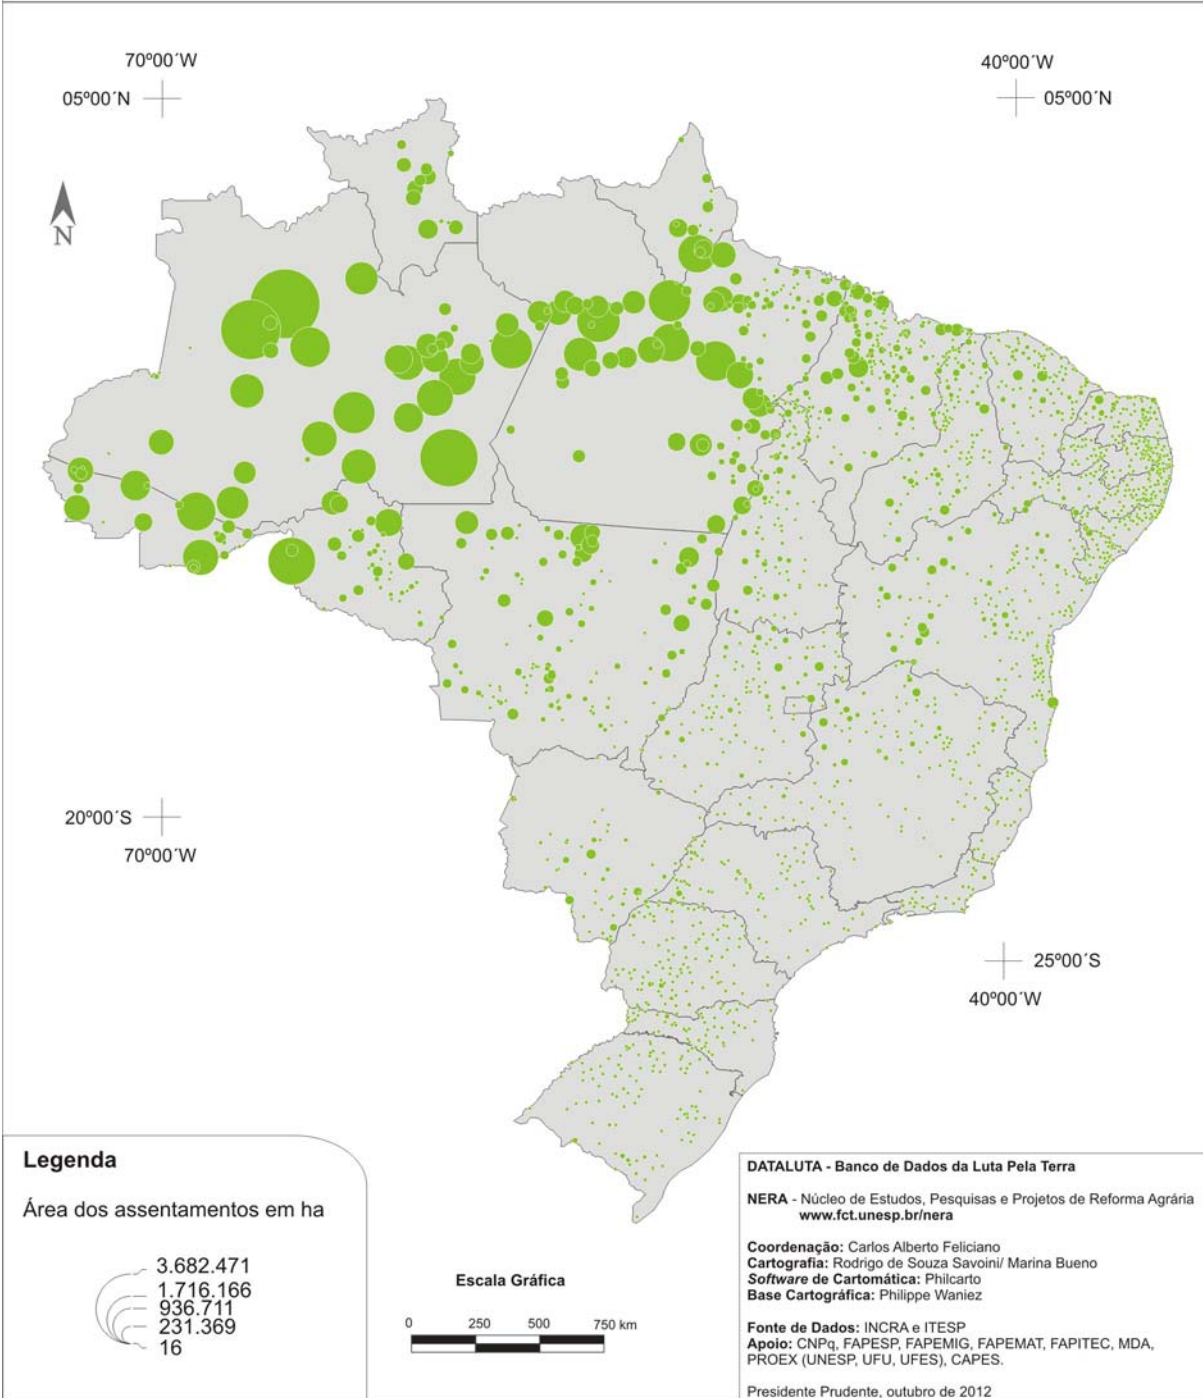 70º00´W
40º00´W
05º00´N
05º00´N
N
20º00´S
70º00´W
25º00´S
40º00´W
Legenda
Área dos assentamentos em ha
3.682.471
1.716.166
936.711
231.369
16
Escala Gráfica
0 250 500 750 km
DATALUTA - Banco de Dados da Luta Pela Terra
NERA - Núcleo de Estudos, Pesquisas e Projetos de Reforma Agrária
www.fct.unesp.br/nera
Coordenação: Carlos Alberto Feliciano
Cartografia: Rodrigo de Souza Savoini/ Marina Bueno
Software de Cartomática: Philcarto
Base Cartográfica: Philippe Waniez
Fonte de Dados: INCRA e ITESP
Apoio: CNPq, FAPESP, FAPEMIG, FAPEMAT, FAPITEC, MDA,
PROEX (UNESP, UFU, UFES), CAPES.
Presidente Prudente, outubro de 2012